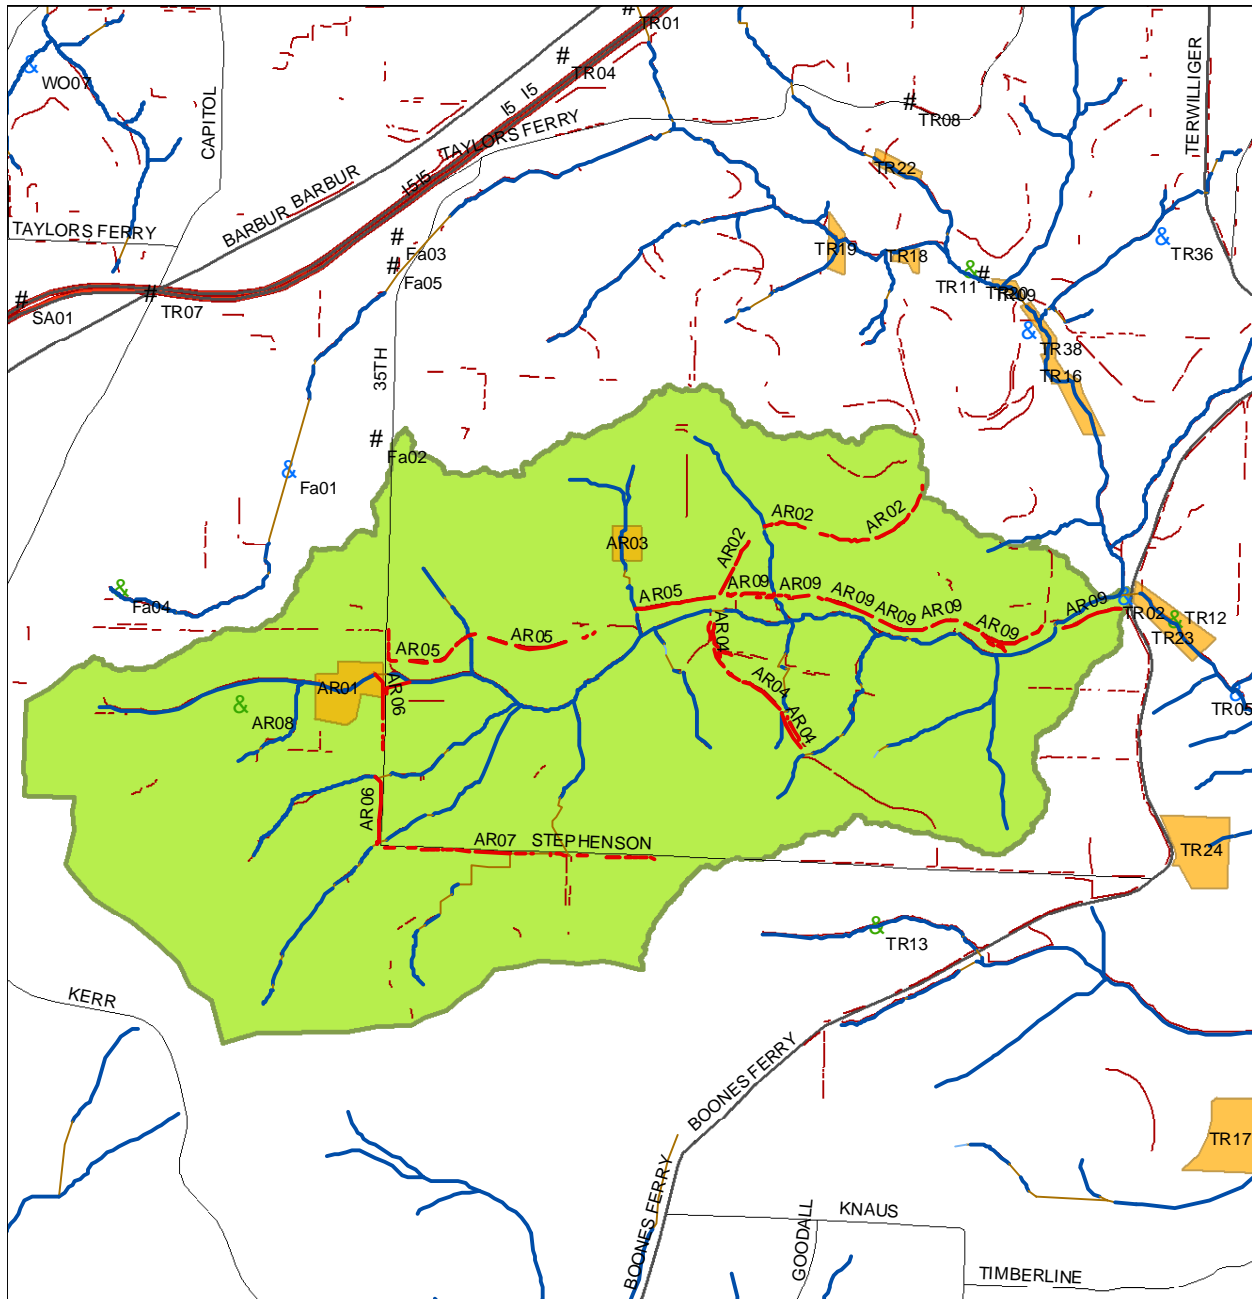 TR01
#
#
TR04
&
WO07
I5 I5
#
TR08
TERWILLIGER
CAPITOL
TAYLORS FERRY
TR22
BARBUR BARBUR
I5I5
TAYLORS FERRY
#
Fa03
TR19
TR18
&
TR36
#
Fa05
&
#
TR11
TR09
#
SA01
#
TR07
&
TR38
TR16
35TH
#
Fa02
&
Fa01
AR02
AR02
AR02
AR03
&
Fa04
AR05
AR09
AR09
AR09
AR09
AR09
AR09
AR09
&
TR02
&
TR12
TR23
AR05
AR05
AR04
AR01
AR06
AR04
AR04
&
AR08
&
TR05
AR06
AR07
STEPHENSON
TR24
&
TR13
KERR
BOONES FERRY
TR17
BOONES FERRY
GOODALL
KNAUS
TIMBERLINE